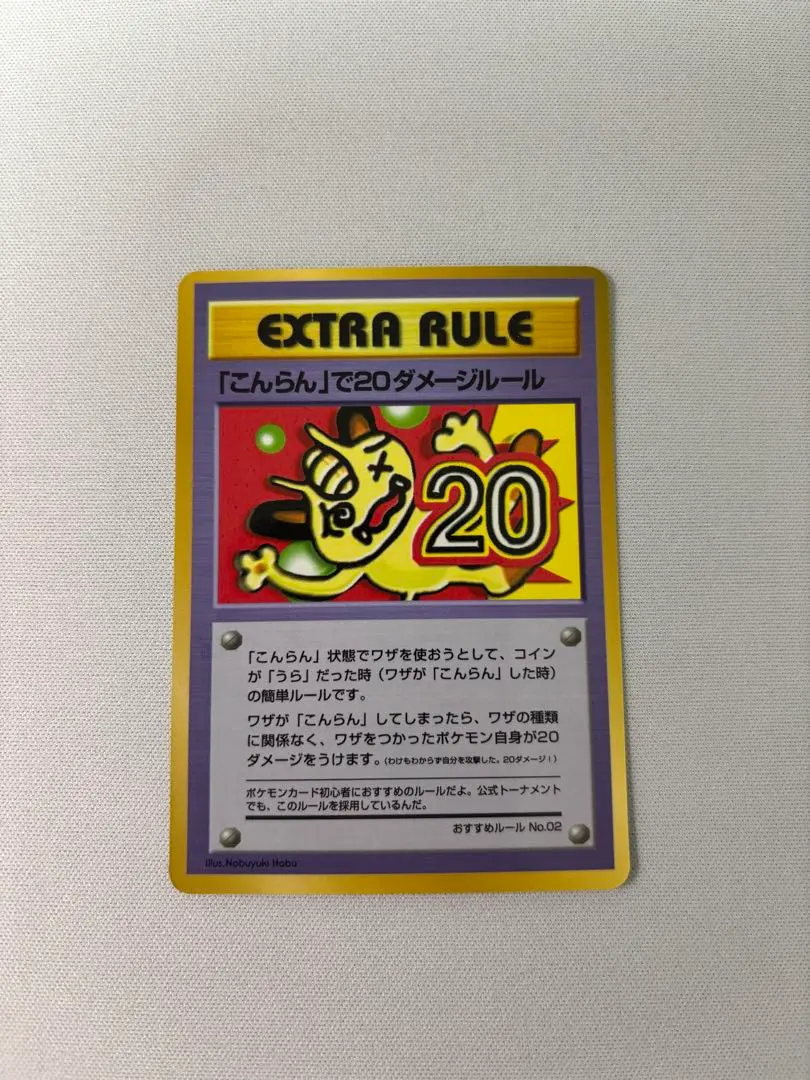 EXTRA RULE
「こんらん」で20ダメージルール
20
「こんらん」状態でワザを使おうとして、コイン
が「うら」だった時（ワザが「こんらん」した時）
の簡単ルールです。
ワザが「こんらん」してしまったら、ワザの種類
に関係なく、ワザをつかったポケモン自身が20
ダメージをうけます。（わけもわからず自分を攻撃した。20ダメージ！）
ポケモンカード初心者におすすめのルールだよ。公式トーナメント
でも、このルールを採用しているんだ。
おすすめルール No.02
Illus.Nobuyuki Habu